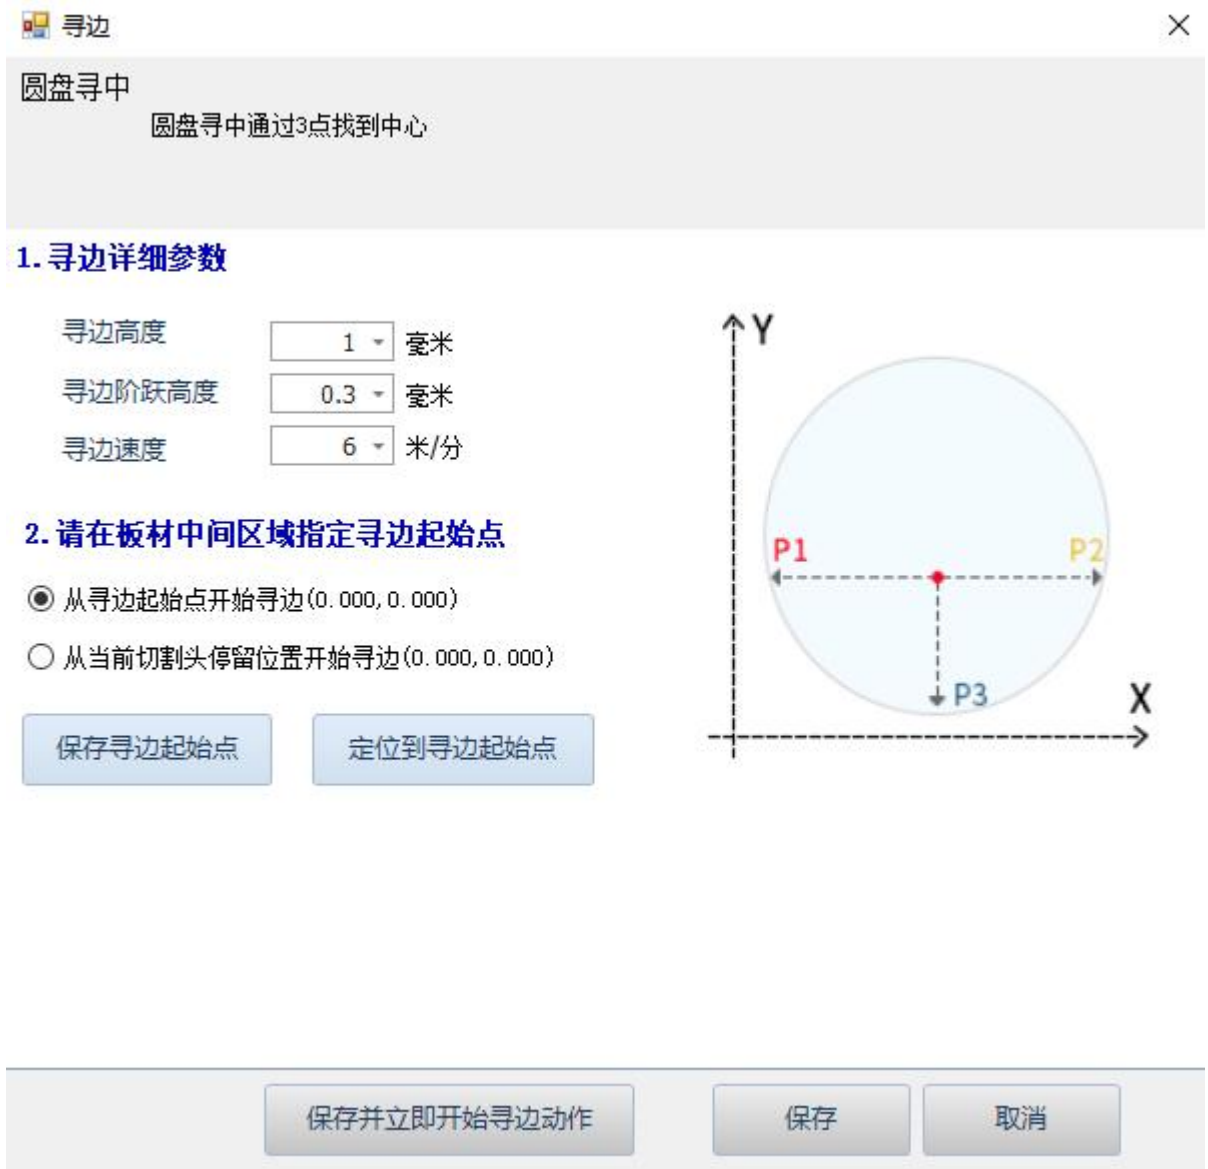 寻边
圆盘寻中
圆盘寻中通过3点找到中心
1.寻边详细参数
寻边高度 1 毫米
寻边阶跃高度 0.3 毫米
寻边速度 6 米/分
2.请在板材中间区域指定寻边起始点
从寻边起始点开始寻边(0.000,0.000)
从当前切割头停留位置开始寻边(0.000,0.000)
保存寻边起始点 定位到寻边起始点
Y
P1 P2
P3
X
保存并立即开始寻边动作 保存 取消